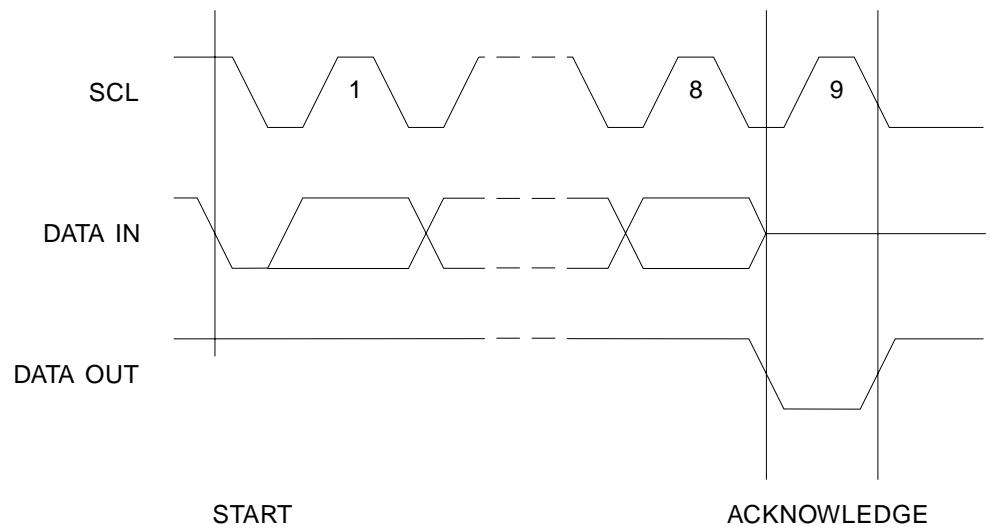 SCL
1
8
9
DATA IN
DATA OUT
START
ACKNOWLEDGE